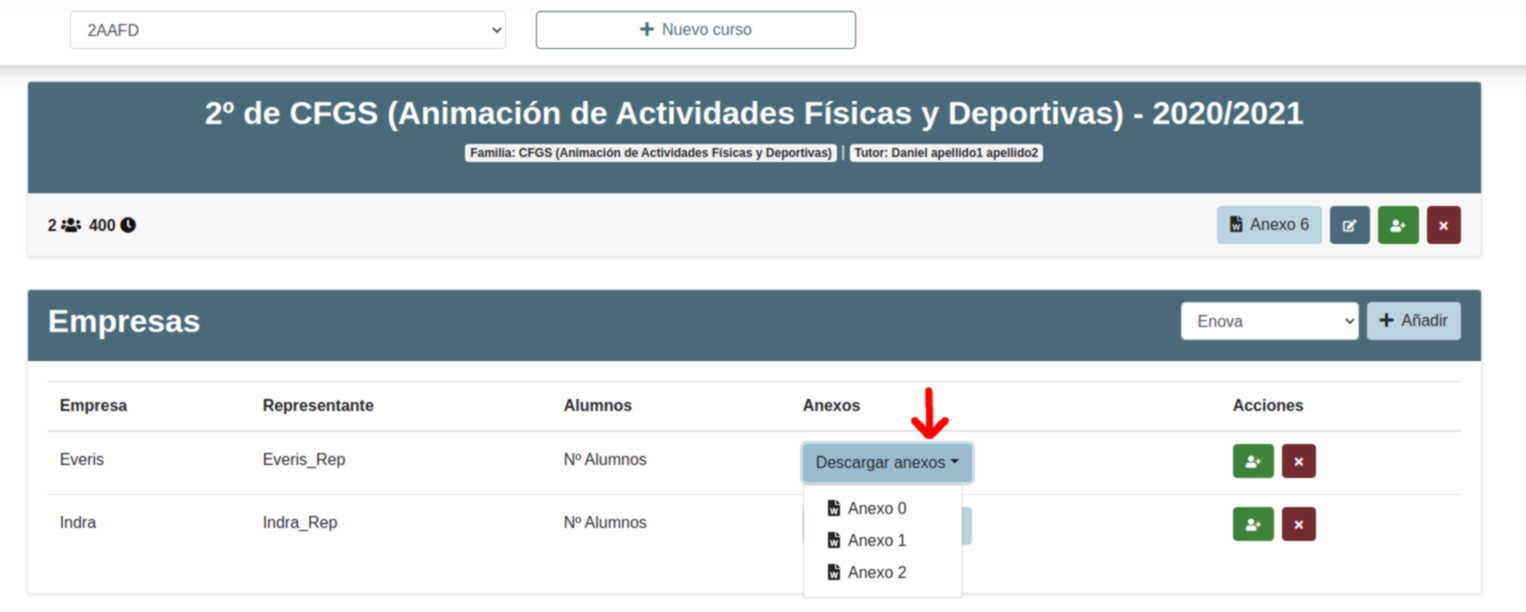 2AAFD
+ Nuevo curso
2º de CFGS (Animación de Actividades Físicas y Deportivas) - 2020/2021
Familia: CFGS (Animación de Actividades Físicas y Deportivas) | Tutor: Daniel apellido1 apellido2
2 400 Anexo 6
Empresas Enova + Añadir
Empresa Representante Alumnos Anexos Acciones
Everis Everis_Rep Nº Alumnos Descargar anexos
Anexo 0
Indra Indra_Rep Nº Alumnos
Anexo 1
Anexo 2